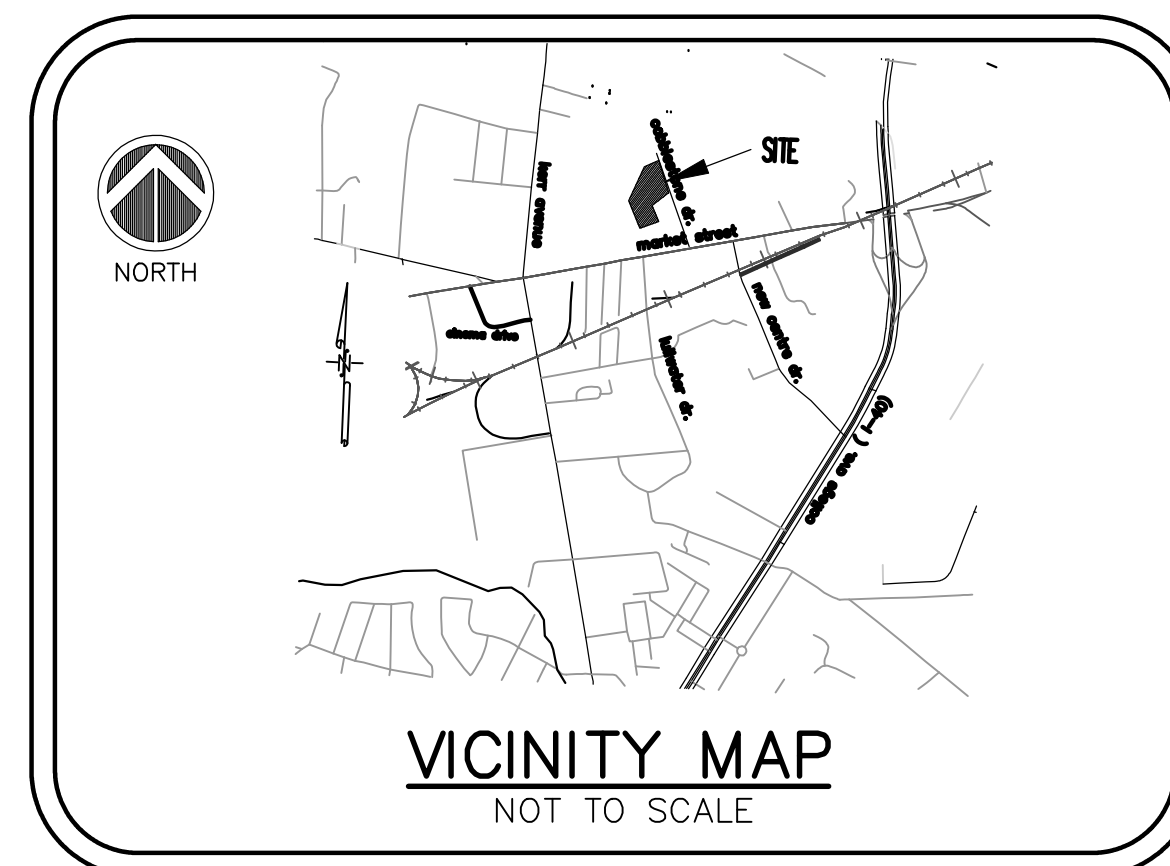 cobblestone dr.
SITE
kerr avenue
market street
NORTH
new centre dr.
cinema drive
lullwater dr.
college ave. ( I-40)
VICINITY MAP
NOT TO SCALE